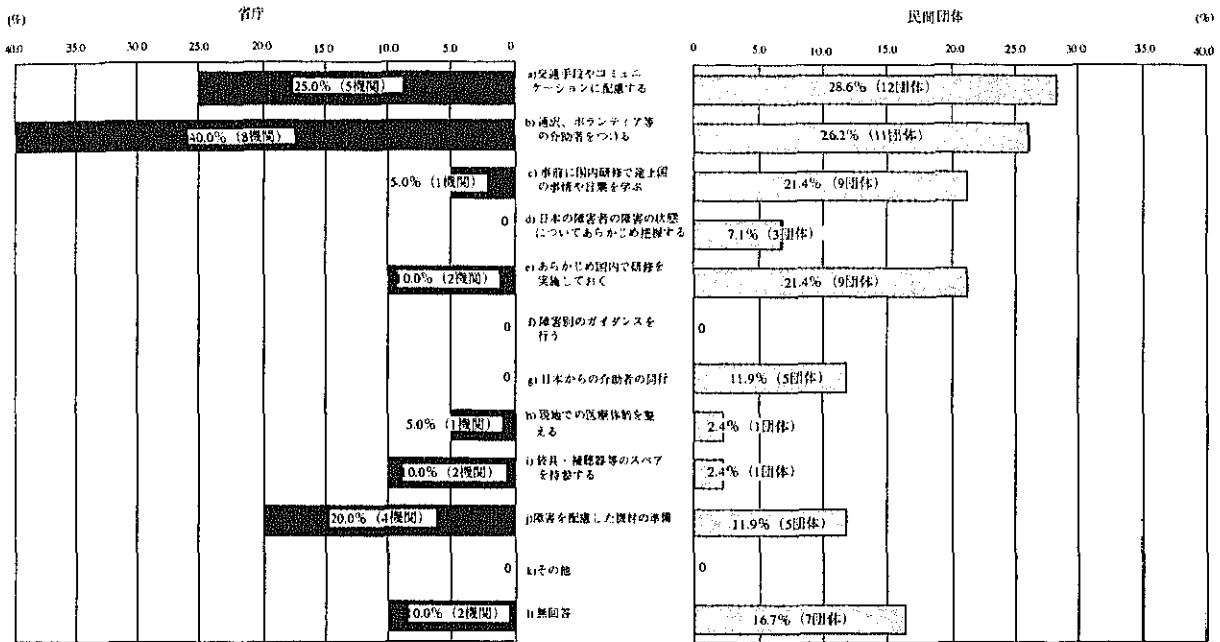 省庁
民間団体
(%)
(%)
40.0 25.0 20.0 15.0 10.0 5.0 0
0 5.0 10.0 15.0 20.0 25.0 30.0 35.0 40.0
25.0% (5機関)
a)交通手段やコミュニ
ケーションに配慮する
28.6% (12団体)
40.0% (8機関)
b)通訳、ボランティア等
の介助者をつける
26.2% (11団体)
5.0% (1機関)
c)事前に国内研修で途上国
の事情や言葉を学ぶ
21.4% (9団体)
0
d)日本の障害者の障害の状態
についてあらかじめ把握する
7.1% (3団体)
10.0% (2機関)
e)あらかじめ国内で研修を
実施しておく
21.4% (9団体)
0
f)障害別のガイダンスを
行う
0
0
g)日本からの介助者の同行
11.9% (5団体)
5.0% (1機関)
h)現地での医療体制を整
える
2.4% (1団体)
10.0% (2機関)
i)装具・補聴器等のスペア
を持参する
2.4% (1団体)
20.0% (4機関)
j)障害を配慮した機材の準備
11.9% (5団体)
0
k)その他
0
10.0% (2機関)
l)無回答
16.7% (7団体)